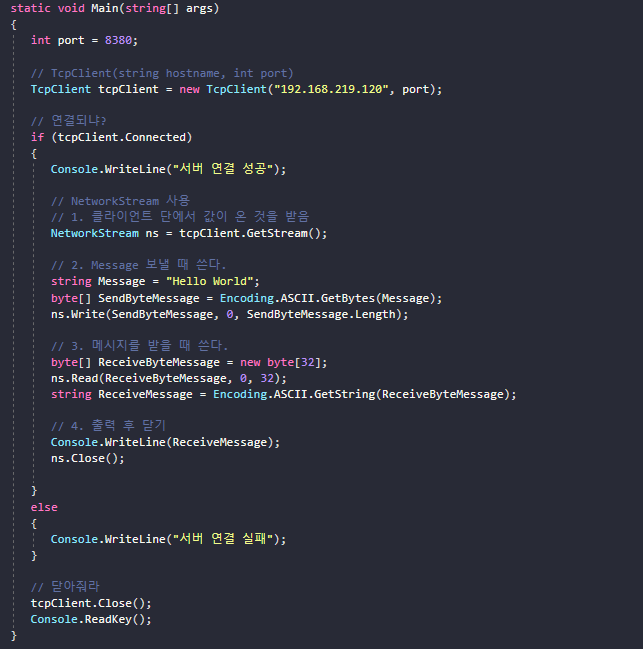 static void Main(string[] args)
{
int port = 8380;
// TcpClient(string hostname, int port)
TcpClient tcpClient = new TcpClient("192.168.219.120", port);
// 연결되냐?
if (tcpClient.Connected)
{
Console.WriteLine("서버 연결 성공");
// NetworkStream 사용
// 1. 클라이언트 단에서 값이 온 것을 받음
NetworkStream ns = tcpClient.GetStream();
// 2. Message 보낼 때 쓴다.
string Message = "Hello World";
byte[] SendByteMessage = Encoding.ASCII.GetBytes(Message);
ns.Write(SendByteMessage, 0, SendByteMessage.Length);
// 3. 메시지를 받을 때 쓴다.
byte[] ReceiveByteMessage = new byte[32];
ns.Read(ReceiveByteMessage, 0, 32);
string ReceiveMessage = Encoding.ASCII.GetString(ReceiveByteMessage);
// 4. 출력 후 닫기
Console.WriteLine(ReceiveMessage);
ns.Close();
}
else
{
Console.WriteLine("서버 연결 실패");
}
// 닫아줘라
tcpClient.Close();
Console.ReadKey();
}